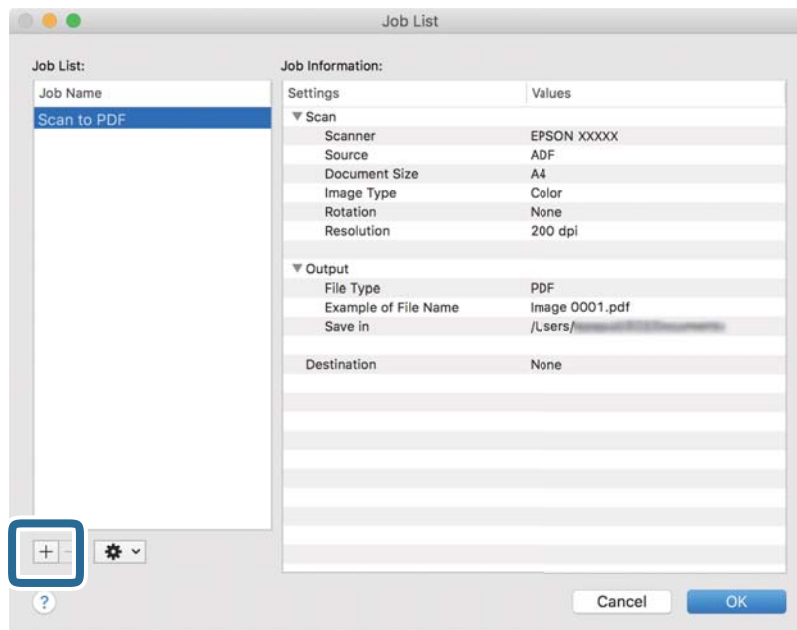 Job List
Job List:
Job Information:
Job Name
Scan to PDF
Settings Values
Scan
Scanner EPSON XXXXX
Source ADF
Document Size A4
Image Type Color
Rotation None
Resolution 200 dpi
Output
File Type PDF
Example of File Name Image 0001.pdf
Save in /Lsers/
Destination None
+ −
?
Cancel OK